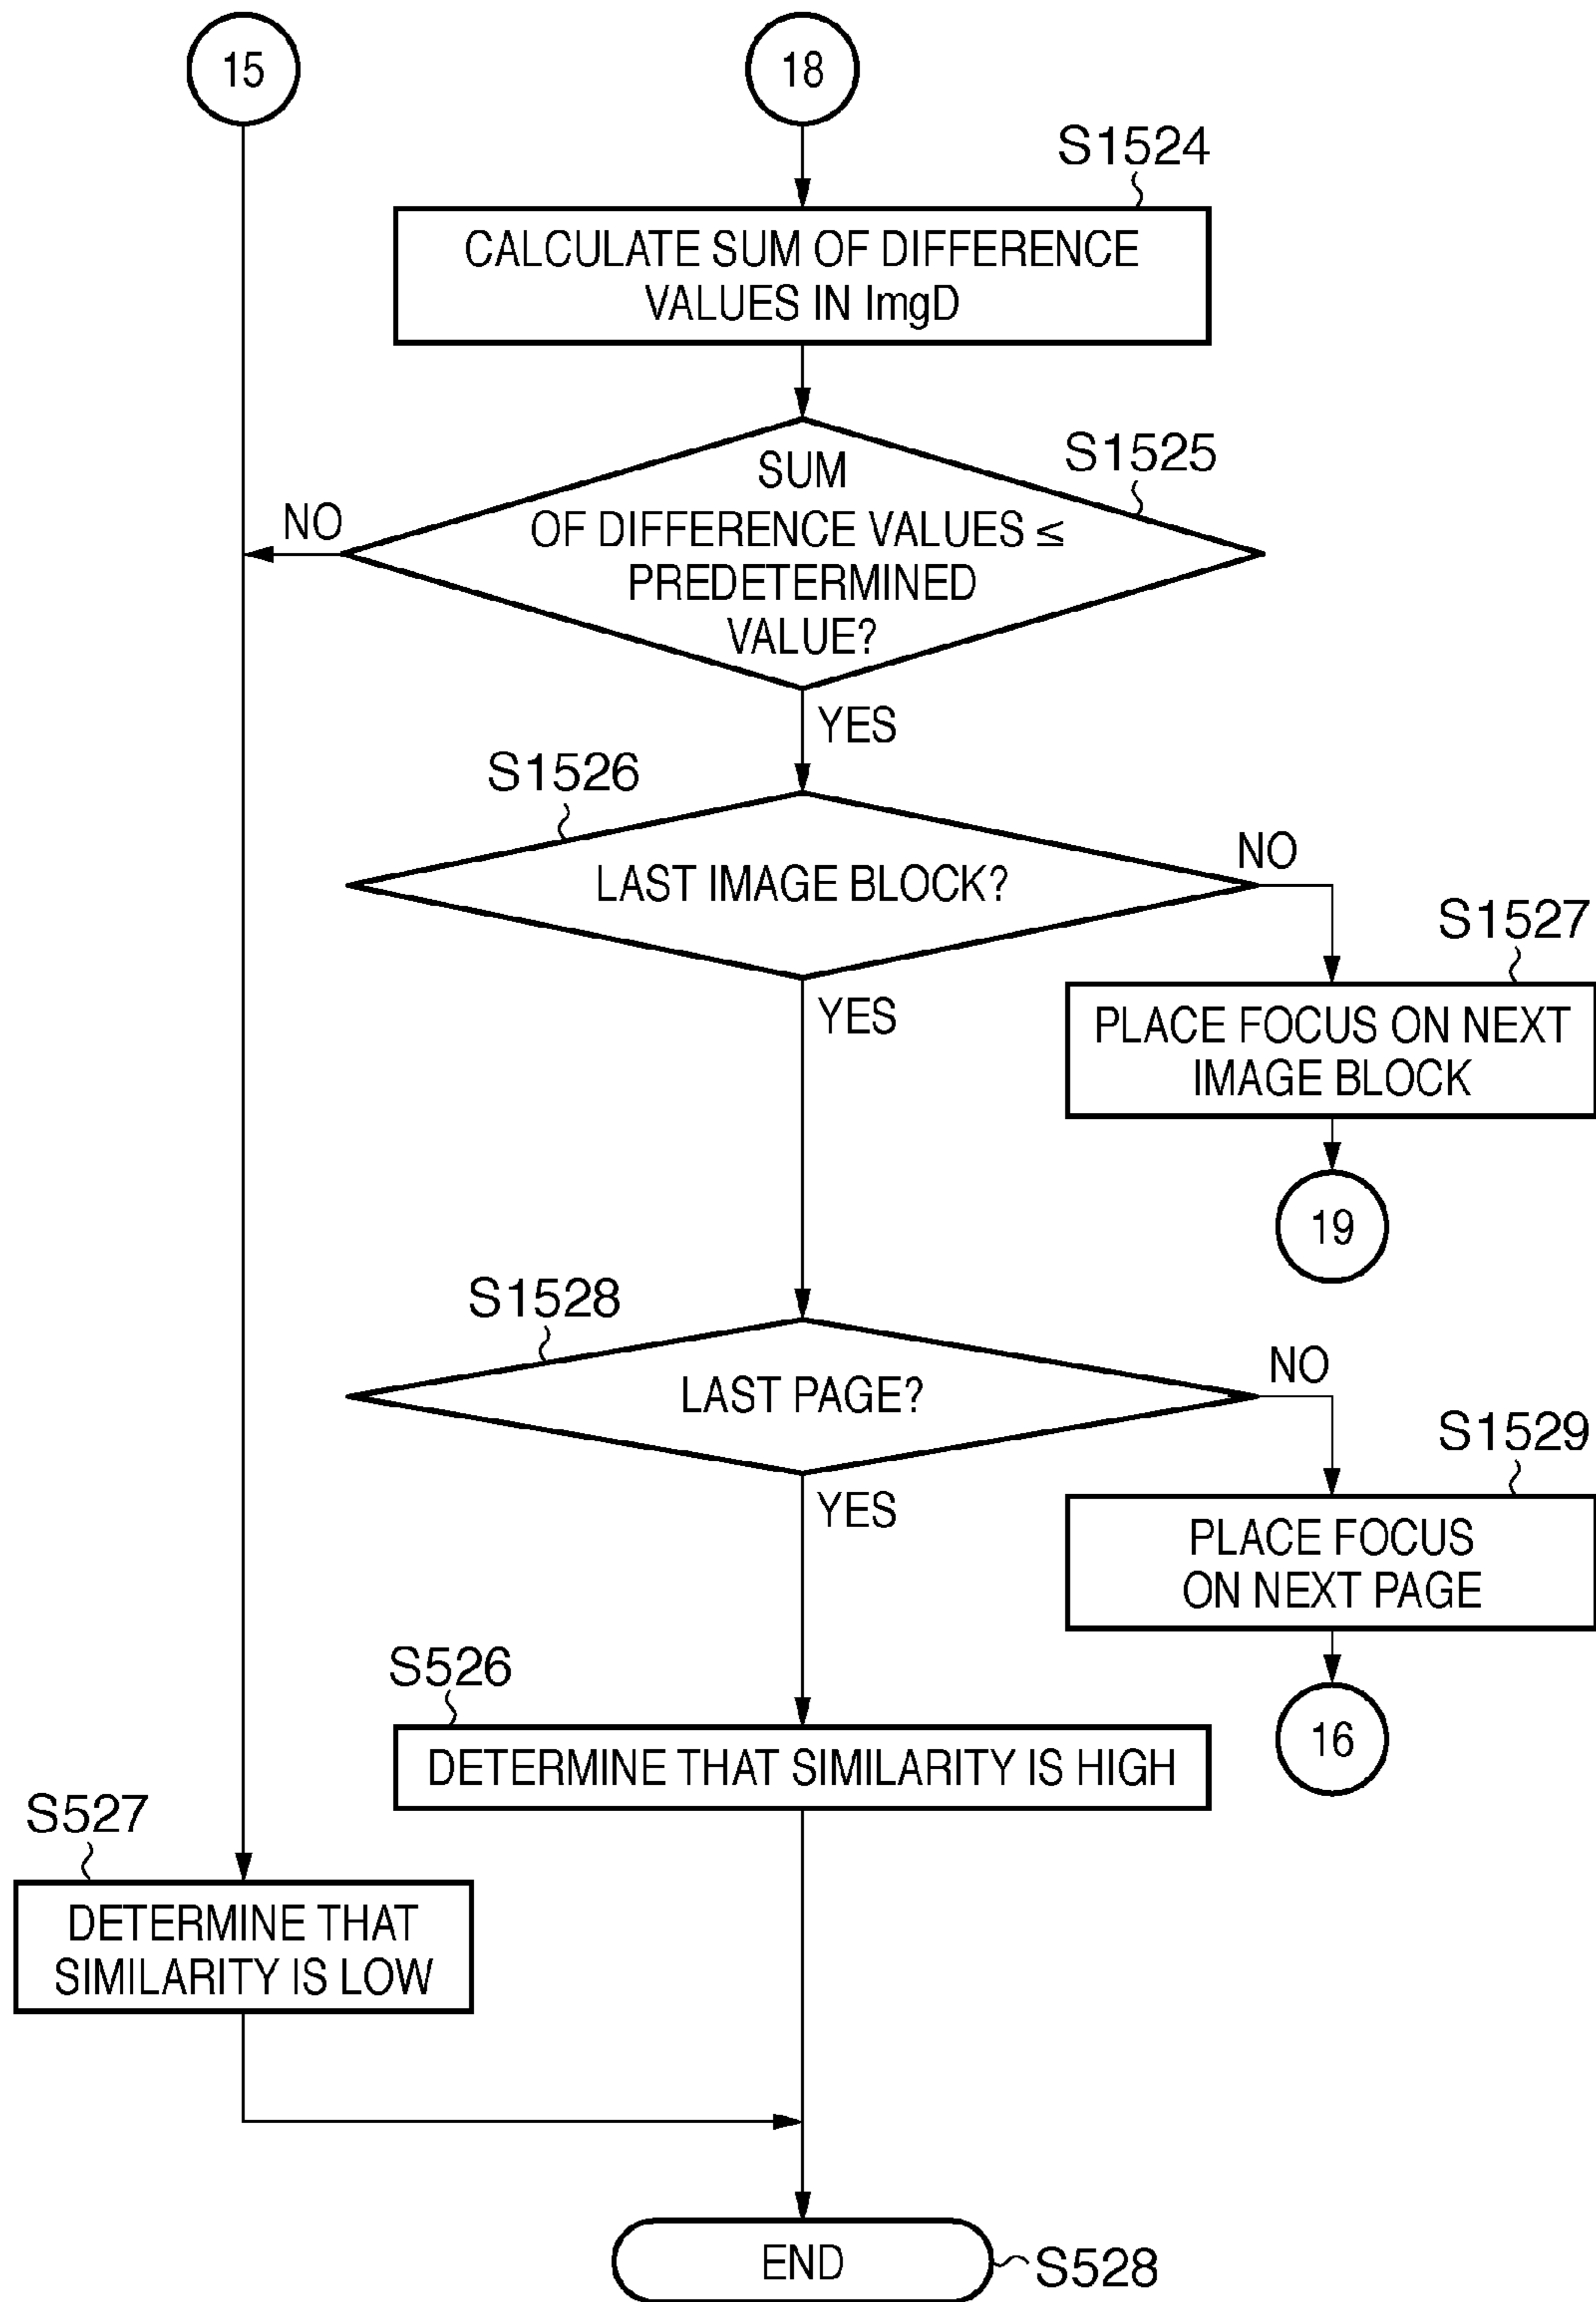 15
18
S1524
CALCULATE SUM OF DIFFERENCE
VALUES IN ImgD
S1525
SUM
OF DIFFERENCE VALUES ≤
PREDETERMINED
VALUE?
NO
YES
S1526
LAST IMAGE BLOCK?
NO
YES
S1527
PLACE FOCUS ON NEXT
IMAGE BLOCK
19
S1528
LAST PAGE?
NO
YES
S1529
PLACE FOCUS
ON NEXT PAGE
16
S526
DETERMINE THAT SIMILARITY IS HIGH
S527
DETERMINE THAT
SIMILARITY IS LOW
END
S528